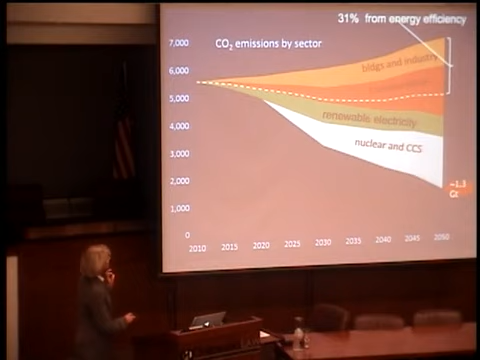 31% from energy efficiency
CO2 emissions by sector
7,000
6,000
5,000
4,000
3,000
2,000
1,000
0
bldgs and industry
renewable electricity
nuclear and CCS
~1.3
Gt
2010 2015 2020 2025 2030 2035 2040 2045 2050